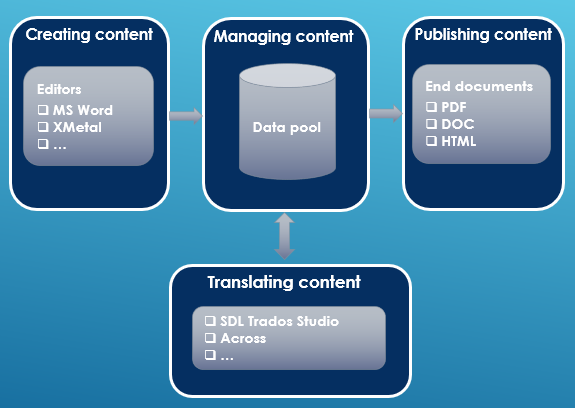 Creating content
Editors
❑ MS Word
❑ XMetal
❑ ...
Managing content
Data pool
Publishing content
End documents
❑ PDF
❑ DOC
❑ HTML
Translating content
❑ SDL Trados Studio
❑ Across
❑ ...